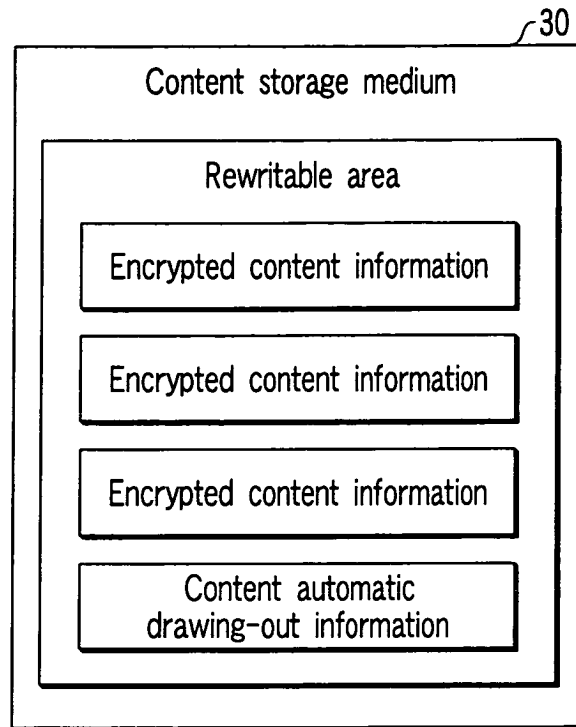 30
Content storage medium
Rewritable area
Encrypted content information
Encrypted content information
Encrypted content information
Content automatic
drawing-out information